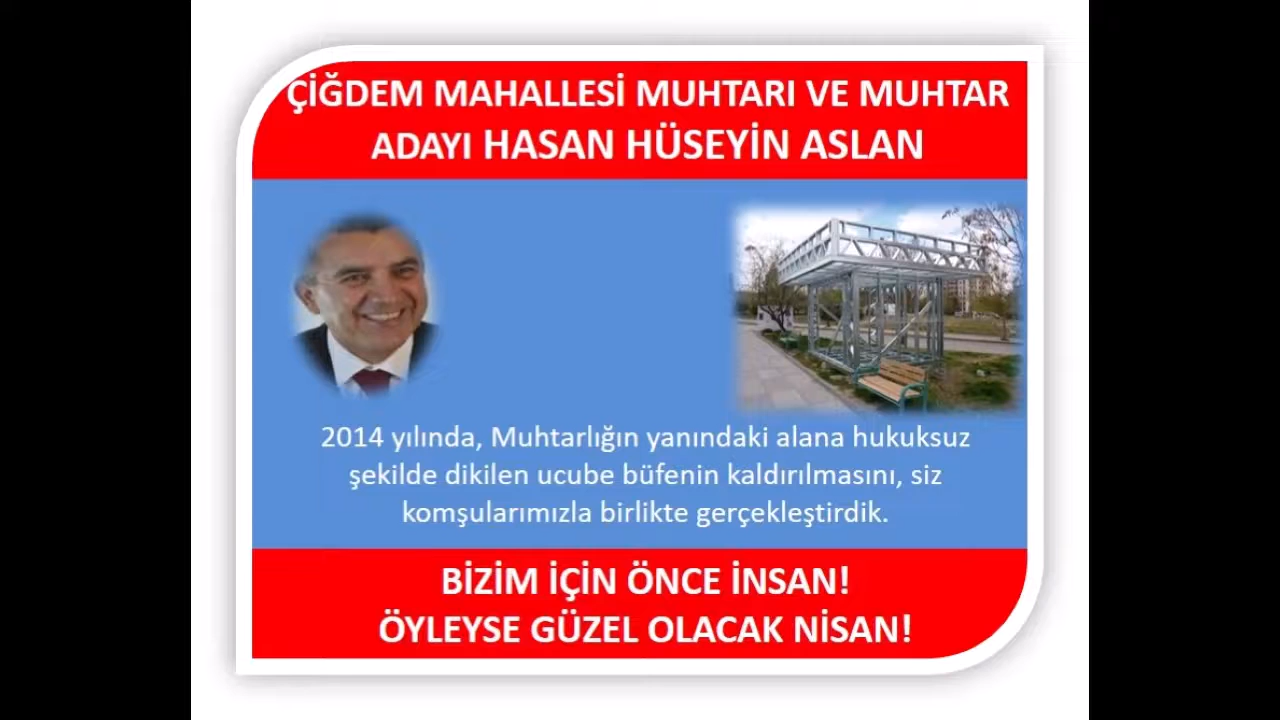 ÇİĞDEM MAHALLESİ MUHTARI VE MUHTAR
ADAYI HASAN HÜSEYİN ASLAN
2014 yılında, Muhtarlığın yanındaki alana hukuksuz
şekilde dikilen ucube büfenin kaldırılmasını, siz
komşularımızla birlikte gerçekleştirdik.
BİZİM İÇİN ÖNCE İNSAN!
ÖYLEYSE GÜZEL OLACAK NİSAN!